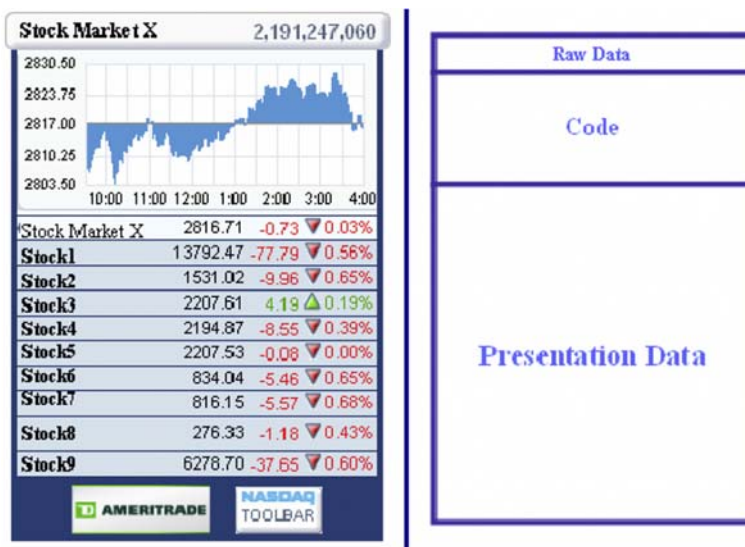 Stock Market X 2,191,247,060
2830.50
2823.75
2817.00
2810.25
2803.50
10:00 11:00 12:00 1:00 2:00 3:00 4:00
Stock Market X 2816.71 -0.73 0.03%
Stock1 13792.47 -77.79 0.56%
Stock2 1531.02 -9.96 0.65%
Stock3 2207.61 4.19 0.19%
Stock4 2194.87 -8.55 0.39%
Stock5 2207.53 -0.08 0.00%
Stock6 834.04 -5.46 0.65%
Stock7 816.15 -5.57 0.68%
Stock8 276.33 -1.18 0.43%
Stock9 6278.70 -37.65 0.60%
TD AMERITRADE
NASDAQ
TOOLBAR
Raw Data
Code
Presentation Data